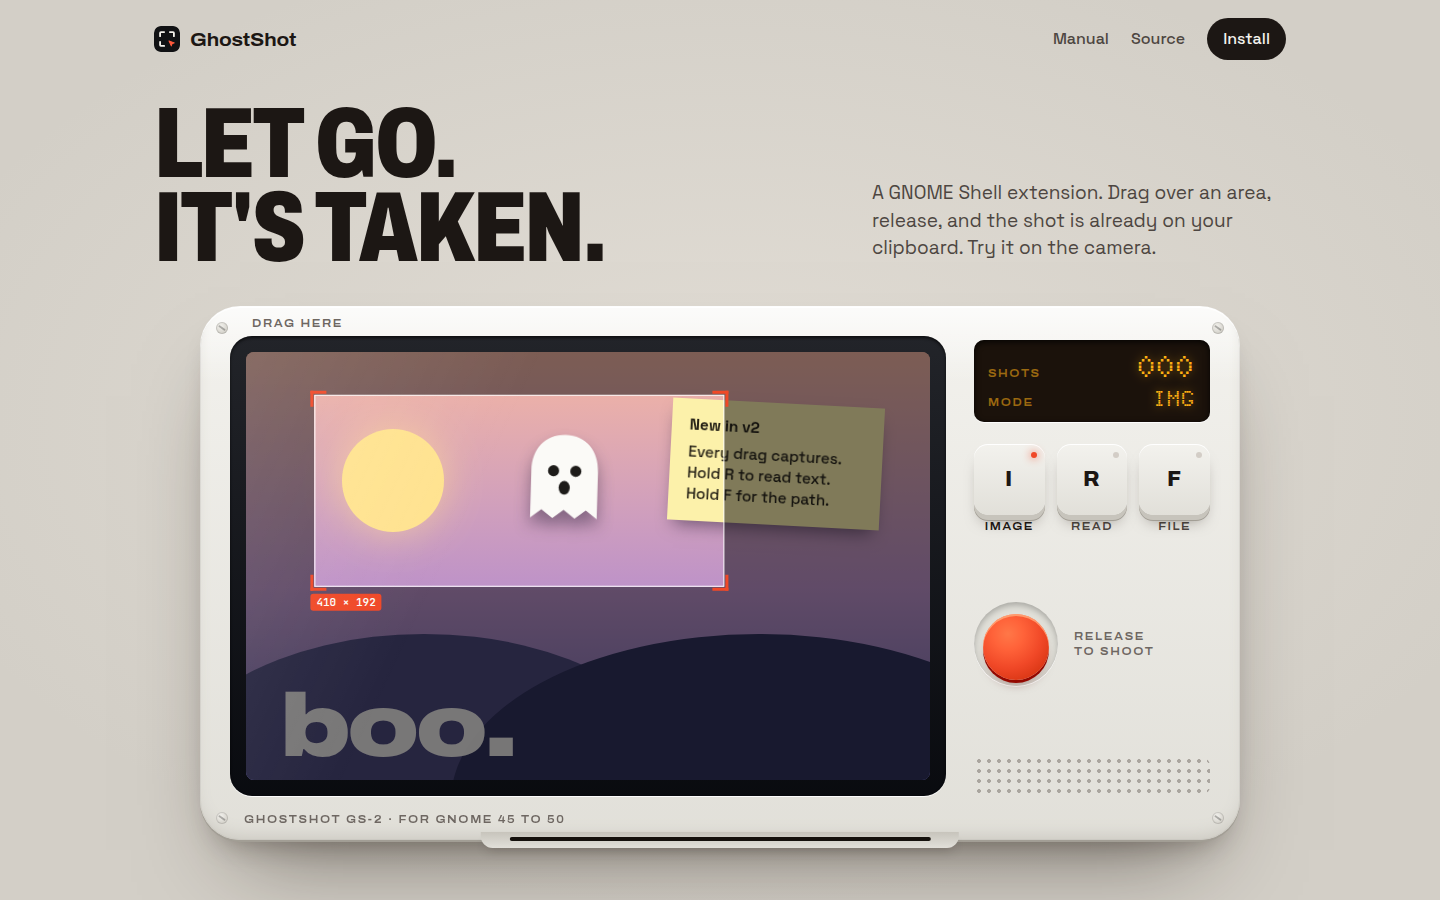 GhostShot
Manual
Source
Install
LET GO.
IT'S TAKEN.
A GNOME Shell extension. Drag over an area,
release, and the shot is already on your
clipboard. Try it on the camera.
DRAG HERE
New in v2
Every drag captures.
Hold R to read text.
Hold F for the path.
410 × 192
boo.
SHOTS 000
MODE IMG
I
R
F
IMAGE
READ
FILE
RELEASE
TO SHOOT
GHOSTSHOT GS-2 · FOR GNOME 45 TO 50